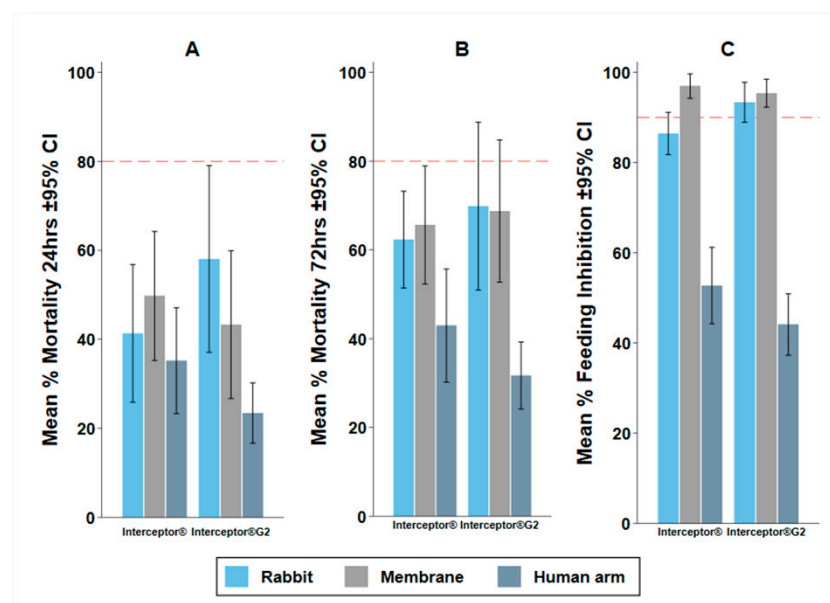 A
Mean % Mortality 24hrs ±95% CI
100
80
60
40
20
0
Interceptor® Interceptor®G2
B
Mean % Mortality 72hrs ±95% CI
100
80
60
40
20
0
Interceptor® Interceptor®G2
C
Mean % Feeding Inhibition ±95% CI
100
80
60
40
20
0
Interceptor® Interceptor®G2
Rabbit Membrane Human arm